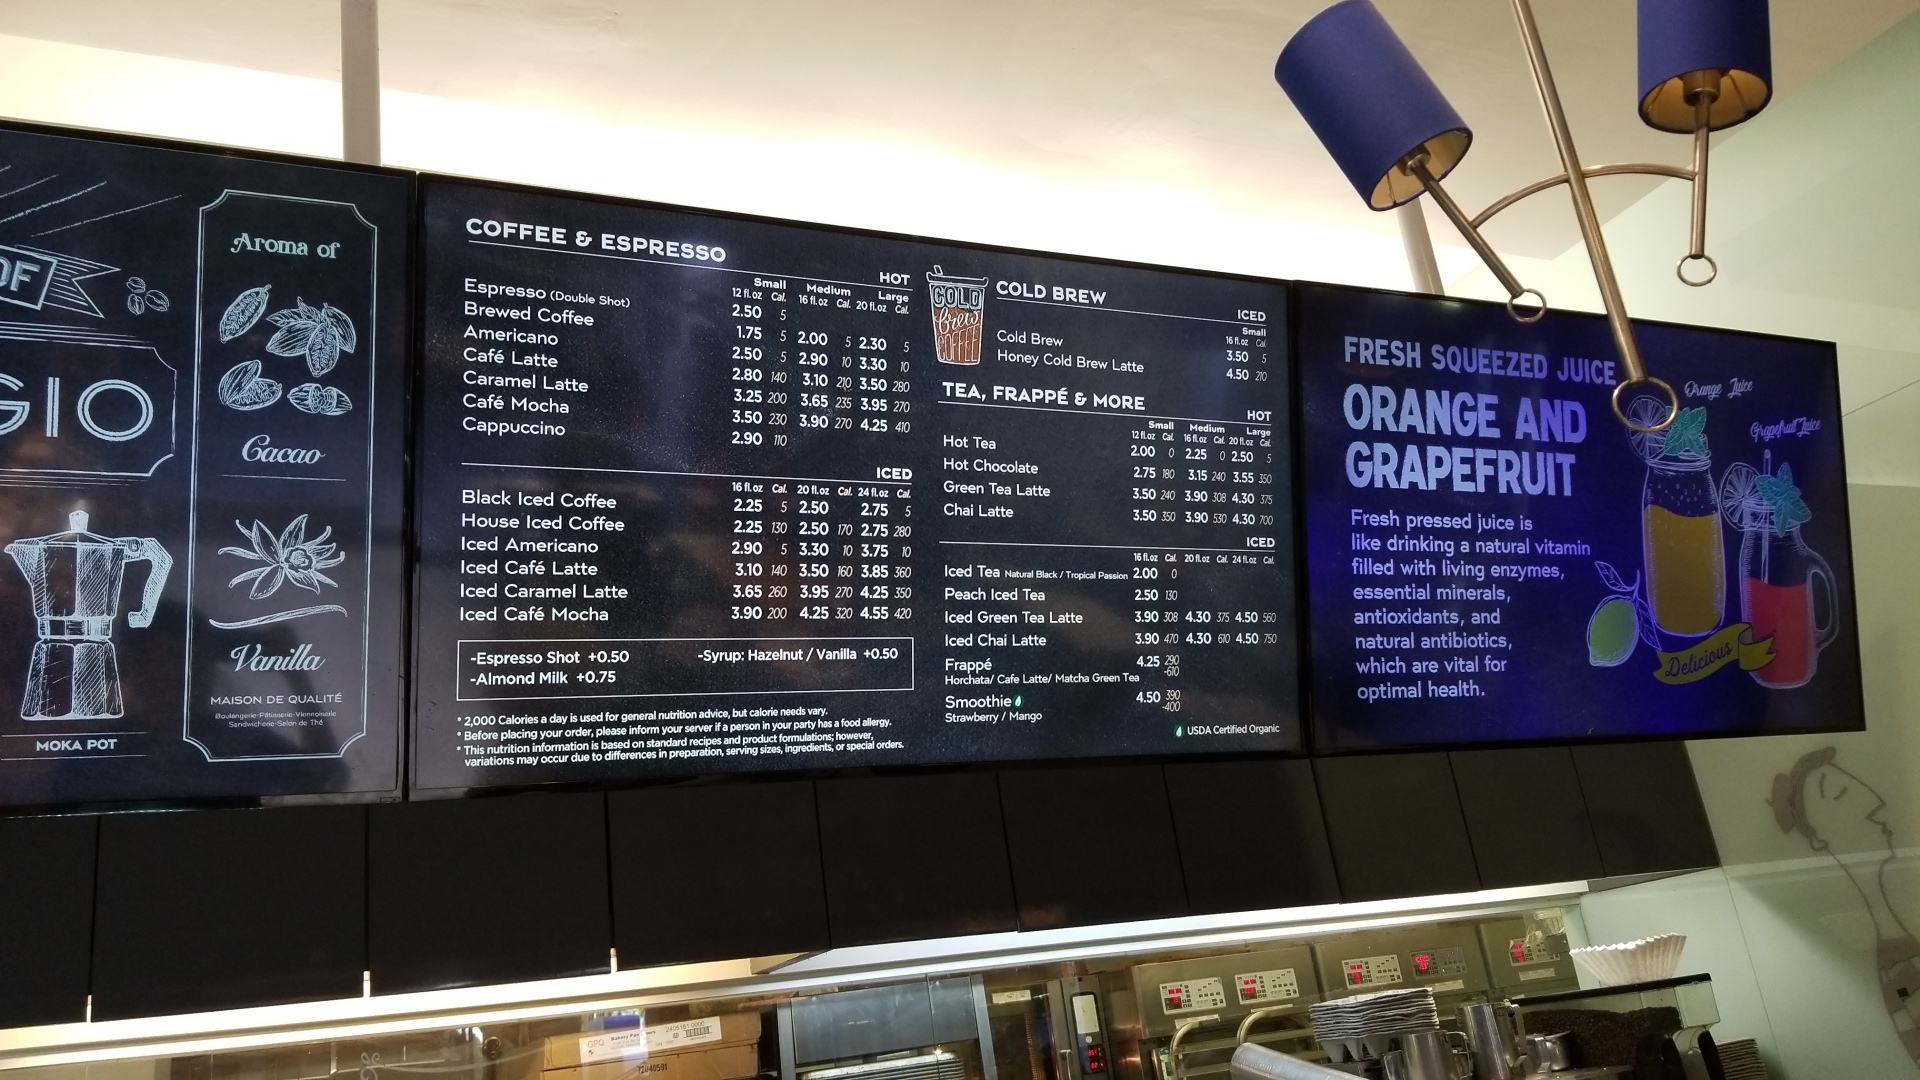 OF
GIO
MOKA POT
Aroma of
Cacao
Vanilla
MAISON DE QUALITÉ
Boulangerie-Pâtisserie-Viennoiserie
Sandwicherie-Salon de Thé
COFFEE & ESPRESSO
HOT
Small Medium Large
12 fl.oz Cal. 16 fl.oz Cal. 20 fl.oz Cal.
Espresso (Double Shot) 2.50 5
Brewed Coffee 1.75 5 2.00 5 2.30 5
Americano 2.50 5 2.90 10 3.30 10
Café Latte 2.80 140 3.10 210 3.50 280
Caramel Latte 3.25 200 3.65 235 3.95 270
Café Mocha 3.50 230 3.90 270 4.25 410
Cappuccino 2.90 110
ICED
16 fl.oz Cal. 20 fl.oz Cal. 24 fl.oz Cal.
Black Iced Coffee 2.25 5 2.50 2.75 5
House Iced Coffee 2.25 130 2.50 170 2.75 280
Iced Americano 2.90 5 3.30 10 3.75 10
Iced Café Latte 3.10 140 3.50 160 3.85 360
Iced Caramel Latte 3.65 260 3.95 270 4.25 350
Iced Café Mocha 3.90 200 4.25 320 4.55 420
-Espresso Shot +0.50 -Syrup: Hazelnut / Vanilla +0.50
-Almond Milk +0.75
* 2,000 Calories a day is used for general nutrition advice, but calorie needs vary.
* Before placing your order, please inform your server if a person in your party has a food allergy.
* This nutrition information is based on standard recipes and product formulations; however,
variations may occur due to differences in preparation, serving sizes, ingredients, or special orders.
COLD
brew
COFFEE
COLD BREW
ICED
Small
16 fl.oz Cal.
Cold Brew 3.50 5
Honey Cold Brew Latte 4.50 210
TEA, FRAPPÉ & MORE
HOT
Small Medium Large
12 fl.oz Cal. 16 fl.oz Cal. 20 fl.oz Cal.
Hot Tea 2.00 0 2.25 0 2.50 5
Hot Chocolate 2.75 180 3.15 240 3.55 350
Green Tea Latte 3.50 240 3.90 308 4.30 375
Chai Latte 3.50 350 3.90 530 4.30 700
ICED
16 fl.oz Cal. 20 fl.oz Cal. 24 fl.oz Cal.
Iced Tea Natural Black / Tropical Passion 2.00 0
Peach Iced Tea 2.50 130
Iced Green Tea Latte 3.90 308 4.30 375 4.50 560
Iced Chai Latte 3.90 470 4.30 610 4.50 750
Frappé 4.25 290
-610
Horchata/ Cafe Latte/ Matcha Green Tea
Smoothie 4.50 390
-400
Strawberry / Mango
USDA Certified Organic
FRESH SQUEEZED JUICE
ORANGE AND
GRAPEFRUIT
Fresh pressed juice is
like drinking a natural vitamin
filled with living enzymes,
essential minerals,
antioxidants, and
natural antibiotics,
which are vital for
optimal health.
Orange Juice
Grapefruit Juice
Delicious
GPQ
2405161 0000